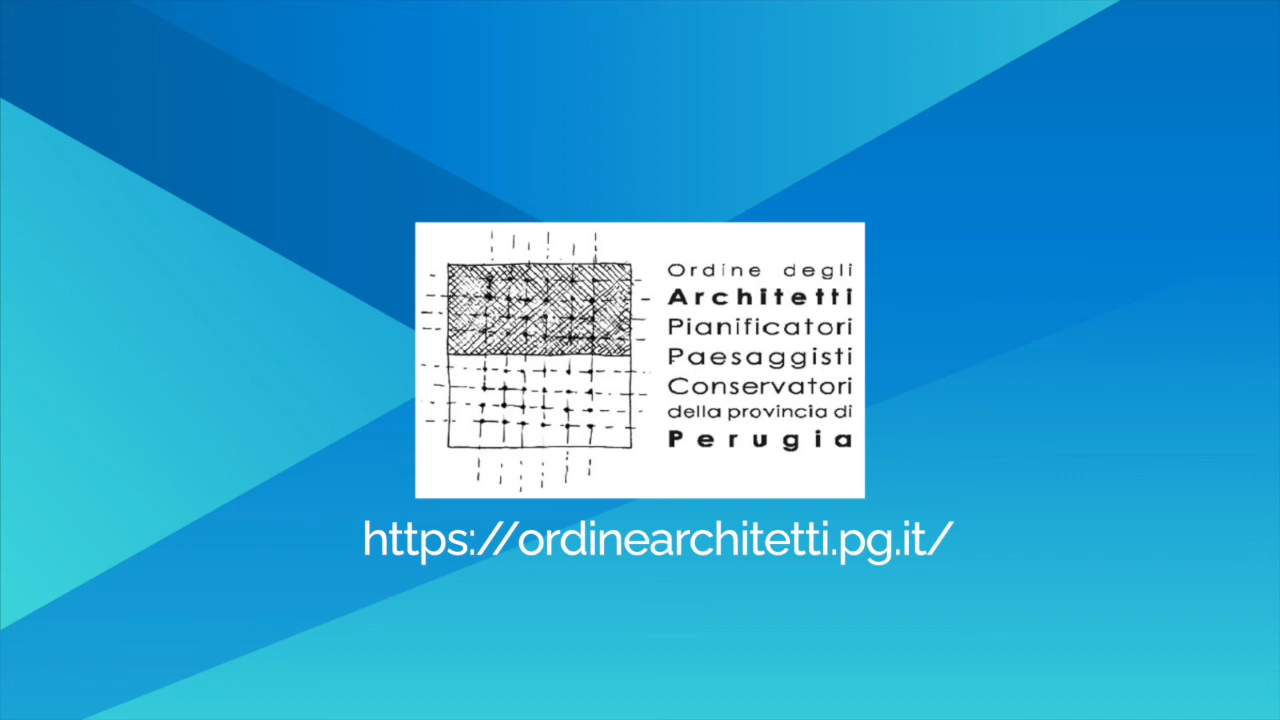 Ordine degli
Architetti
Pianificatori
Paesaggisti
Conservatori
della provincia di
Perugia
https://ordinearchitetti.pg.it/